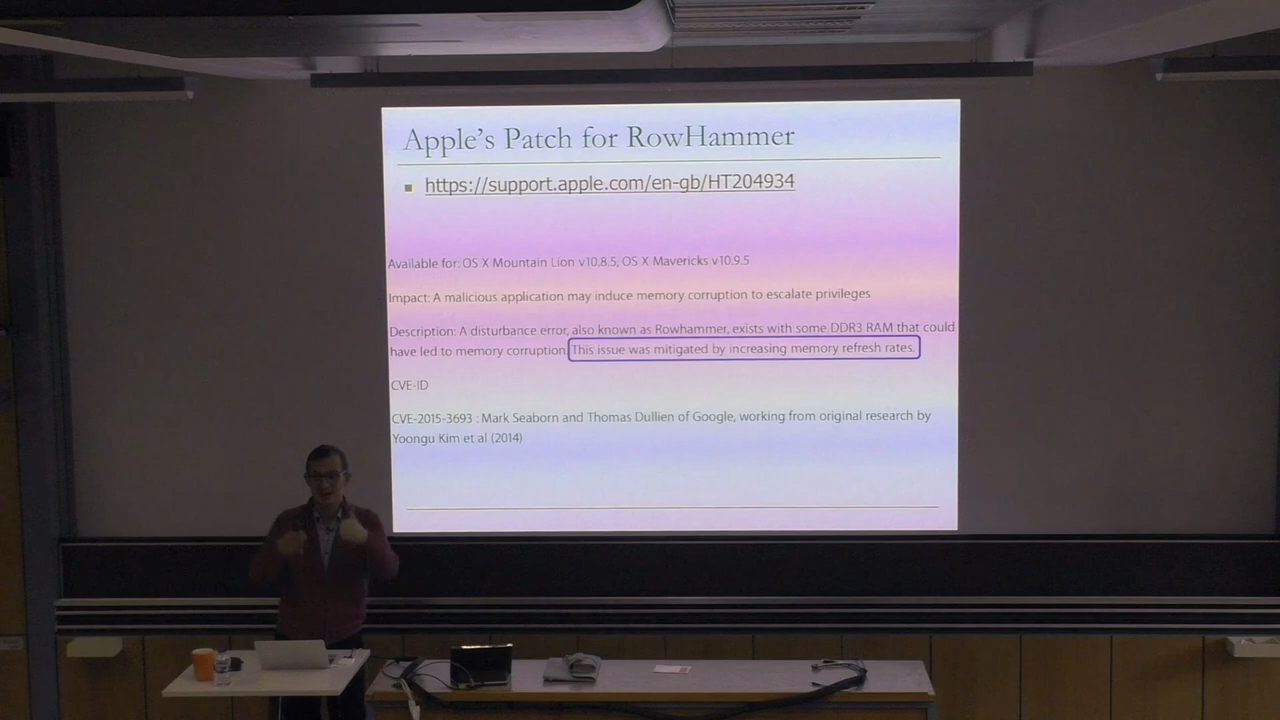 Apple's Patch for RowHammer
https://support.apple.com/en-gb/HT204934
Available for: OS X Mountain Lion v10.8.5, OS X Mavericks v10.9.5
Impact: A malicious application may induce memory corruption to escalate privileges
Description: A disturbance error, also known as Rowhammer, exists with some DDR3 RAM that could
have led to memory corruption. This issue was mitigated by increasing memory refresh rates.
CVE-ID
CVE-2015-3693 : Mark Seaborn and Thomas Dullien of Google, working from original research by
Yoongu Kim et al (2014)